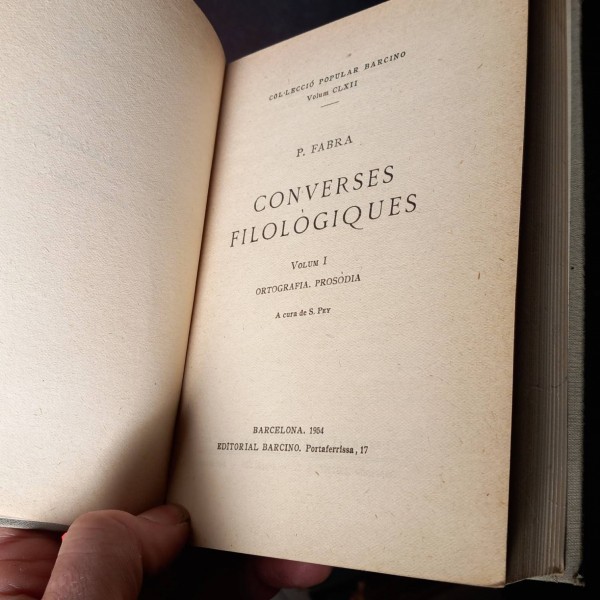 COL·LECCIÓ POPULAR BARCINO
Volum CLXII
P. FABRA
CONVERSES
FILOLÒGIQUES
VOLUM I
ORTOGRAFIA. PROSÒDIA
A cura de S. PEY
BARCELONA. 1954
EDITORIAL BARCINO. Portaferrissa, 17